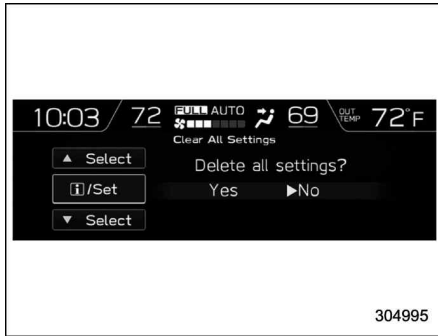 10:03 72 FULL AUTO 69 OUT TEMP 72°F
Clear All Settings
▲ Select
Delete all settings?
i/Set
Yes ▶No
▼ Select
304995